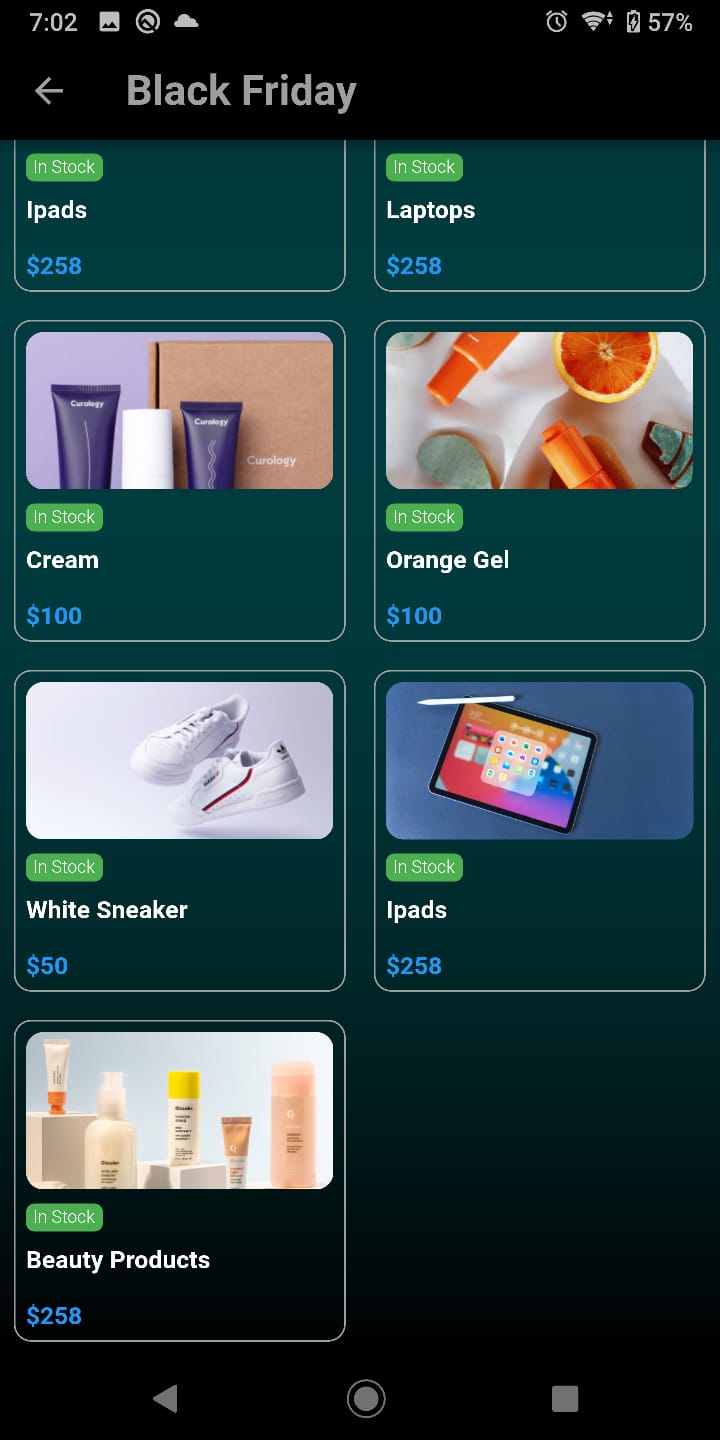 7:02
57%
Black Friday
In Stock
Ipads
$258
In Stock
Laptops
$258
Curology
Curology
Curology
In Stock
Cream
$100
In Stock
Orange Gel
$100
In Stock
White Sneaker
$50
In Stock
Ipads
$258
Glossier.
Glossier.
In Stock
Beauty Products
$258